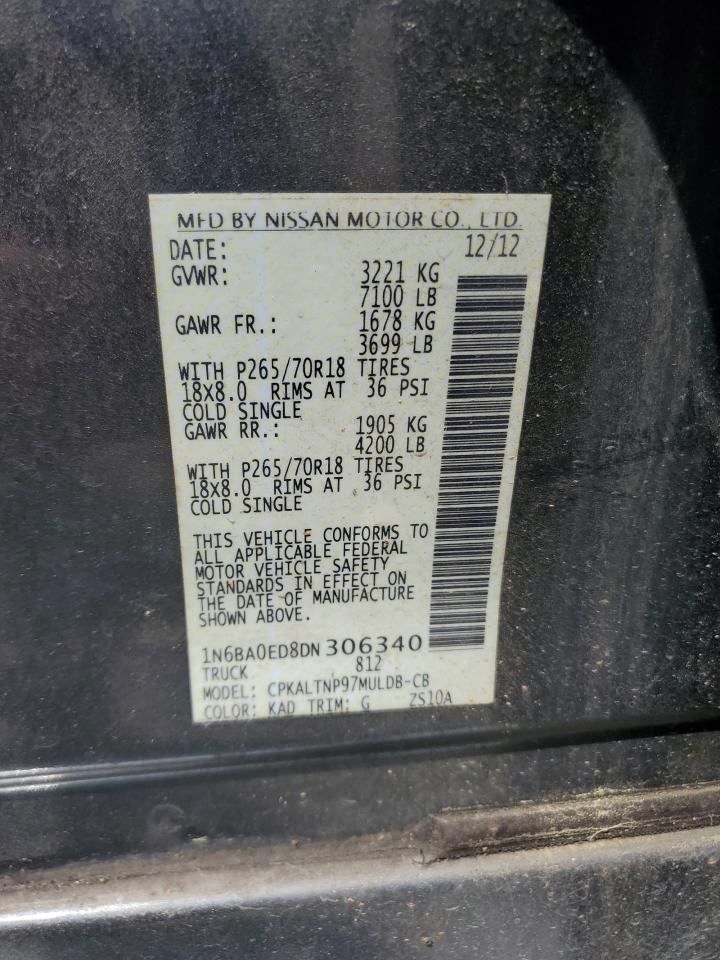 MFD BY NISSAN MOTOR CO., LTD.
DATE: 12/12
GVWR: 3221 KG
7100 LB
GAWR FR.: 1678 KG
3699 LB
WITH P265/70R18 TIRES
18X8.0 RIMS AT 36 PSI
COLD SINGLE
GAWR RR.: 1905 KG
4200 LB
WITH P265/70R18 TIRES
18X8.0 RIMS AT 36 PSI
COLD SINGLE
THIS VEHICLE CONFORMS TO
ALL APPLICABLE FEDERAL
MOTOR VEHICLE SAFETY
STANDARDS IN EFFECT ON
THE DATE OF MANUFACTURE
SHOWN ABOVE.
1N6BA0ED8DN306340
TRUCK 812
MODEL: CPKALTNP97MULDB-CB
COLOR: KAD TRIM: G ZS10A